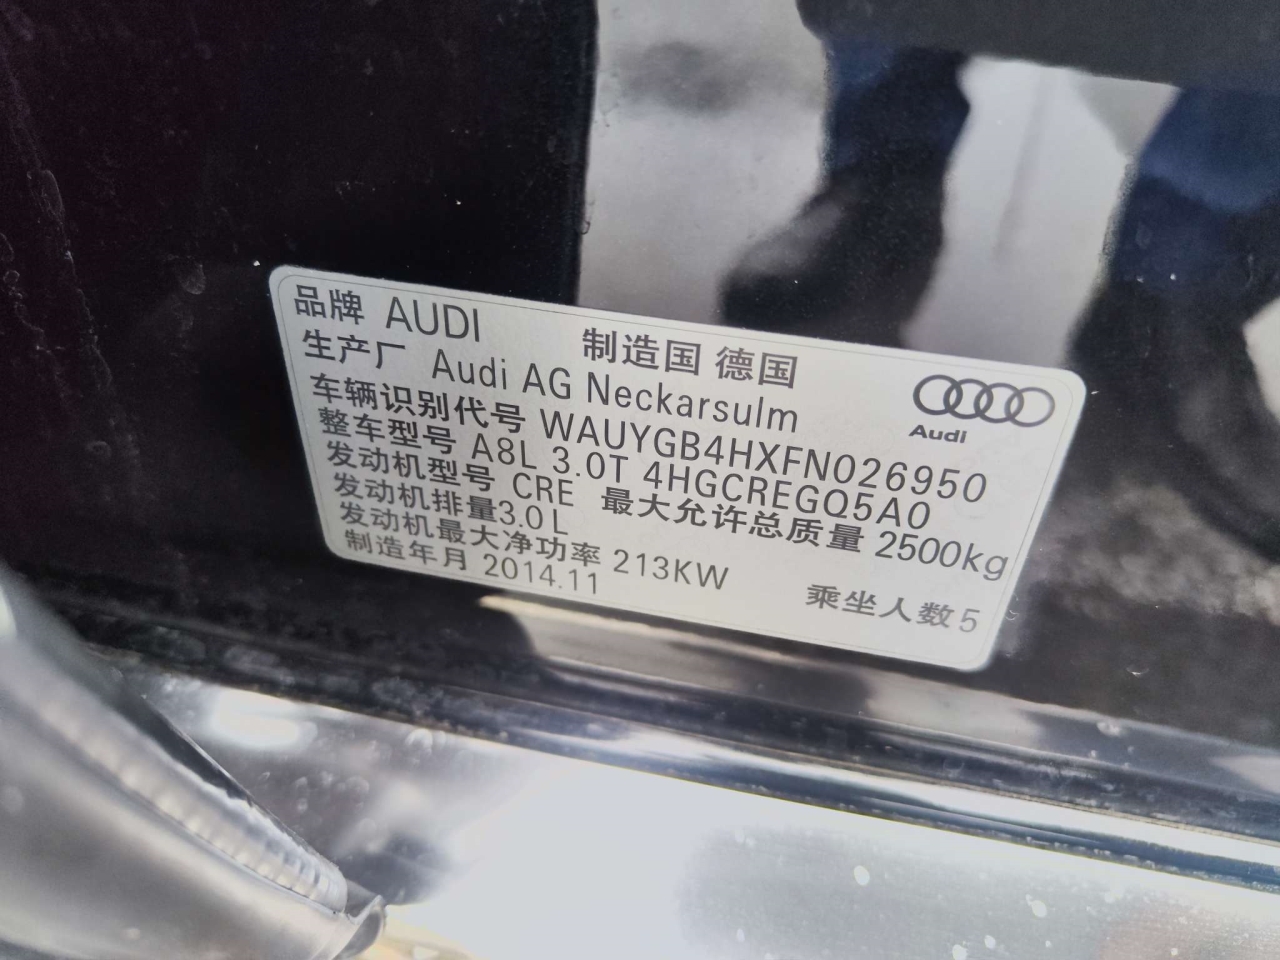 品牌 AUDI 制造国 德国
生产厂 Audi AG Neckarsulm
车辆识别代号 WAUYGB4HXFN026950
整车型号 A8L 3.0T 4HGCREGQ5A0
发动机型号 CRE 最大允许总质量 2500kg
发动机排量3.0L
发动机最大净功率 213KW 乘坐人数 5
制造年月 2014.11
Audi